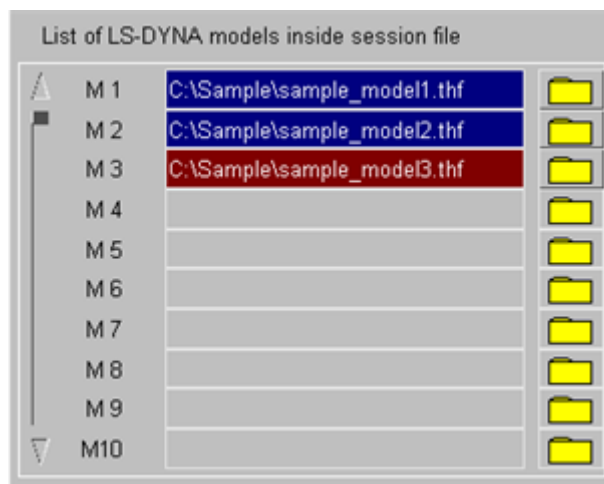 List of LS-DYNA models inside session file
M 1 C:\Sample\sample_model1.thf
M 2 C:\Sample\sample_model2.thf
M 3 C:\Sample\sample_model3.thf
M 4
M 5
M 6
M 7
M 8
M 9
M10